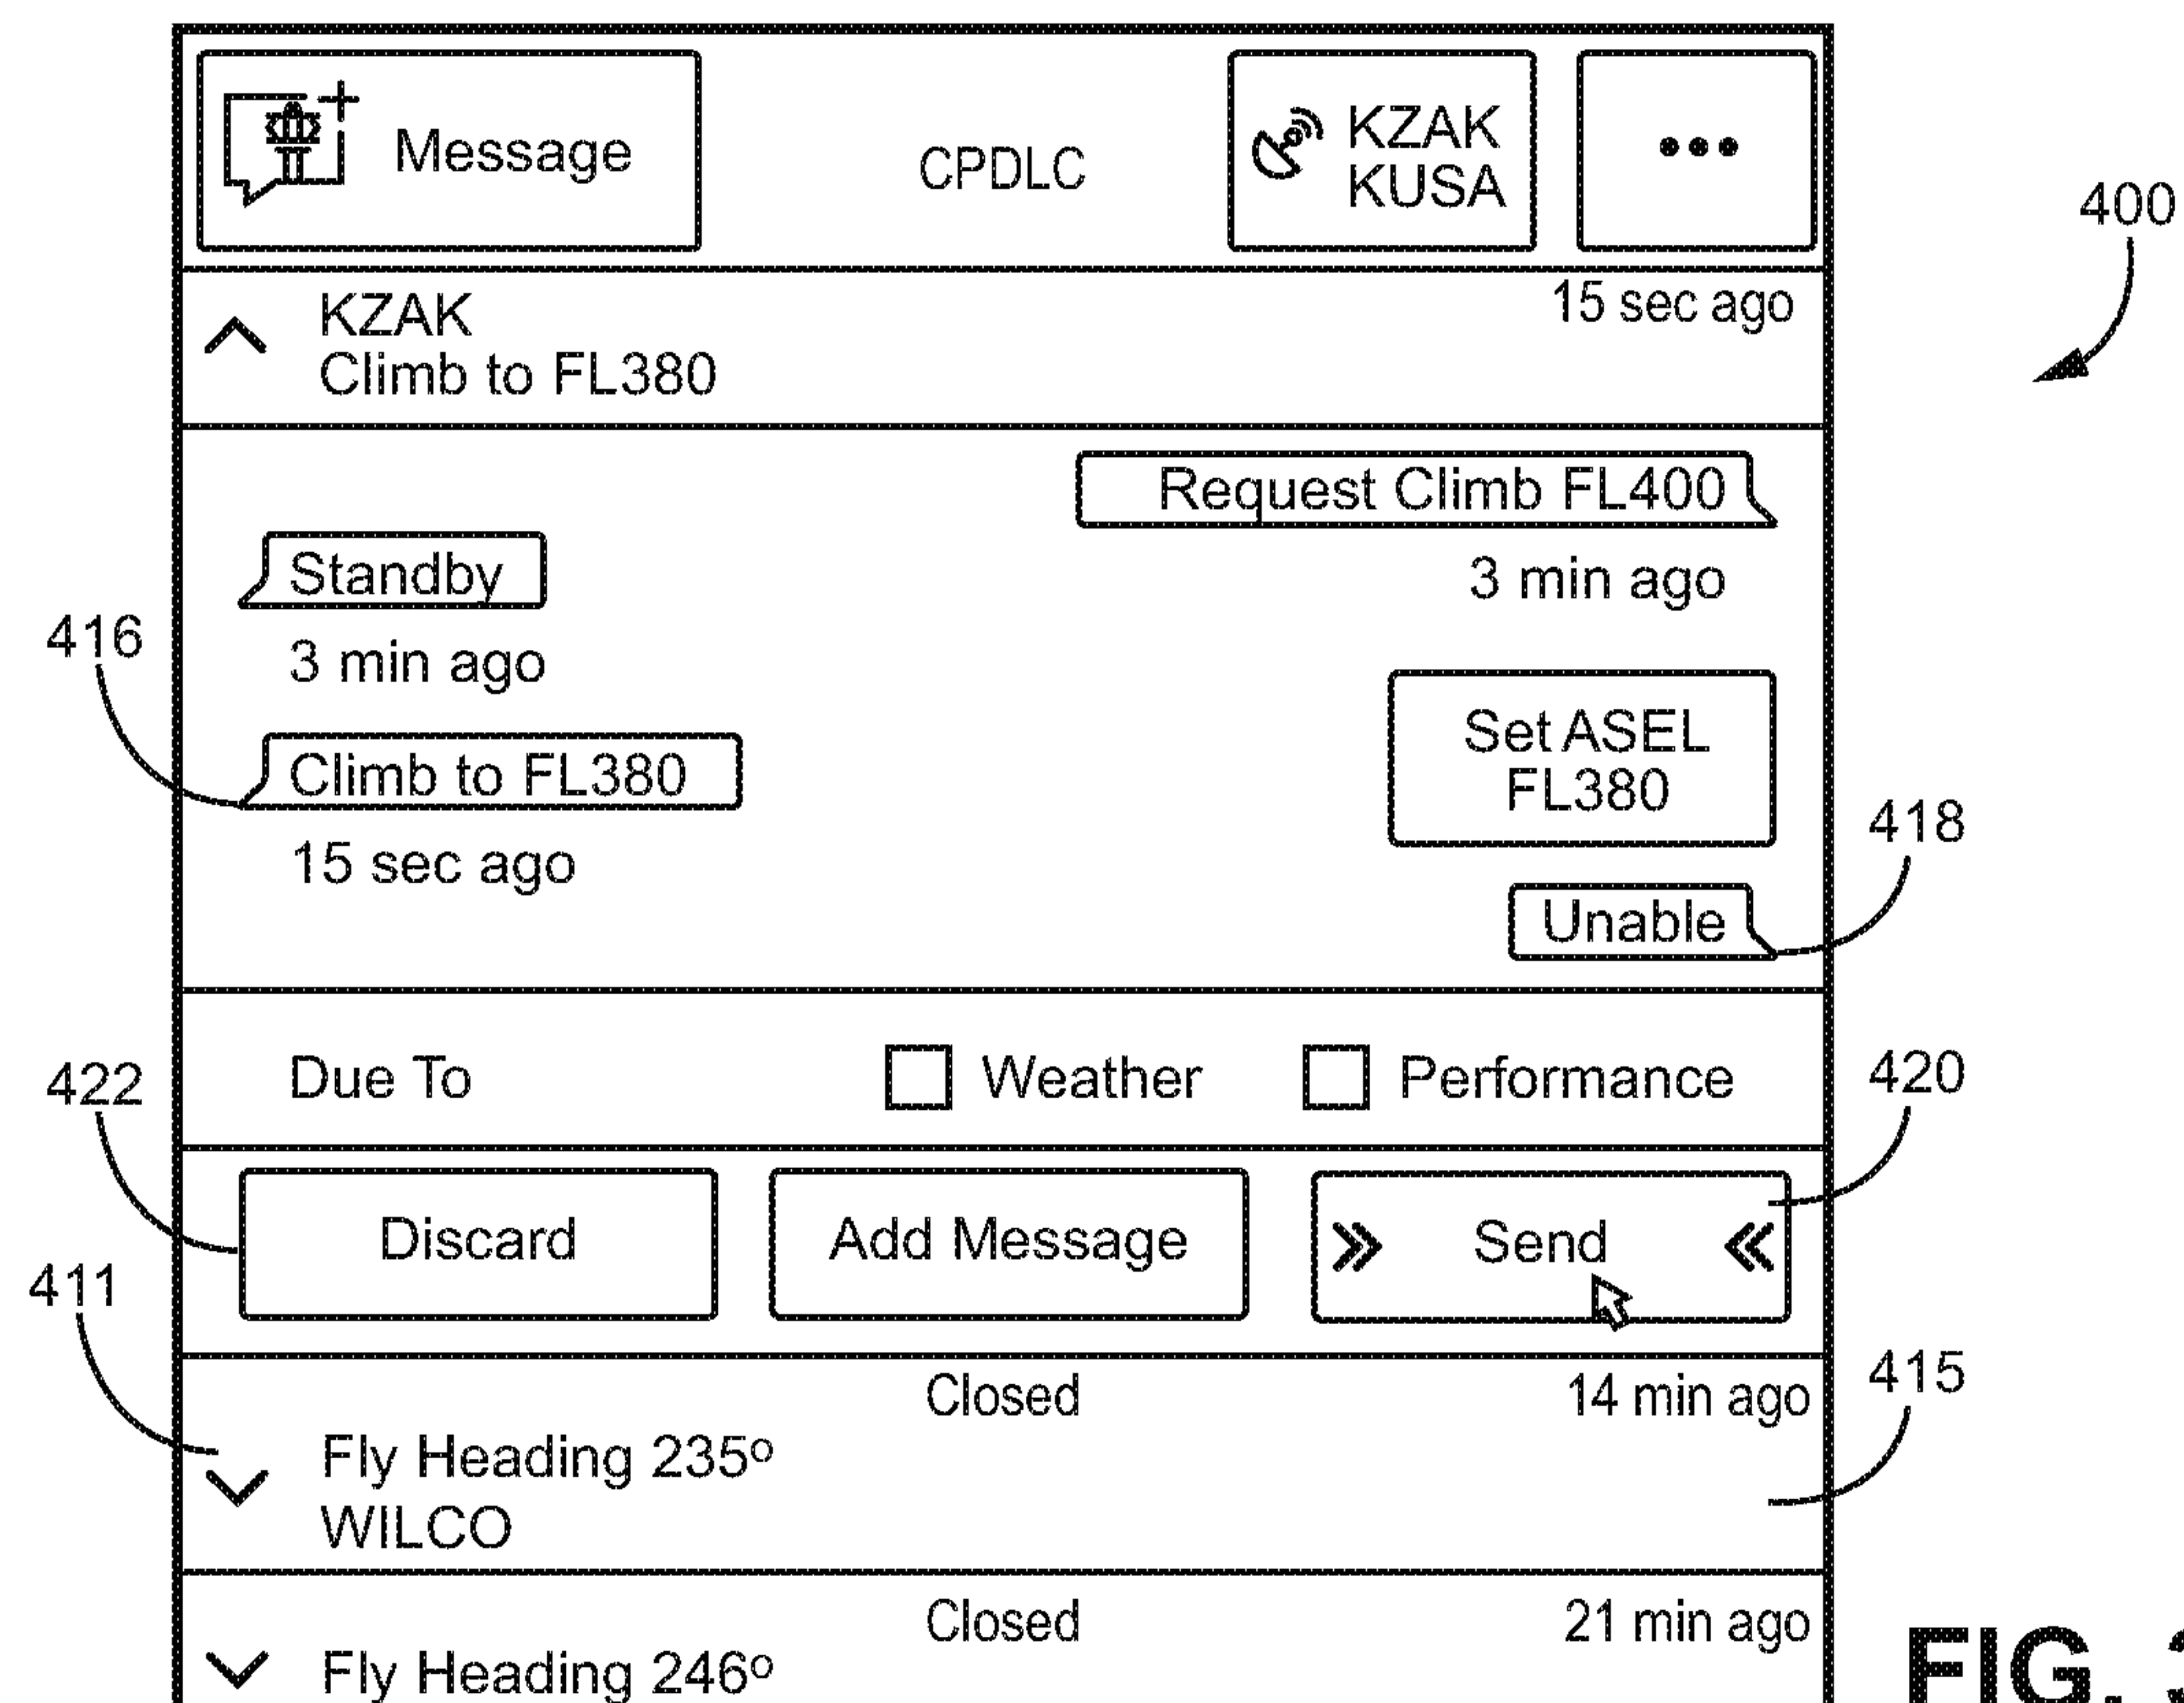 Message
CPDLC
KZAK
KUSA
400
KZAK
15 sec ago
Climb to FL380
Request Climb FL400
Standby
3 min ago
416
3 min ago
Set ASEL
FL380
Climb to FL380
418
15 sec ago
Unable
422
Due To
Weather
Performance
420
Discard
Add Message
Send
411
Closed
14 min ago
415
Fly Heading 235º
WILCO
Closed
21 min ago
Fly Heading 246º
FIG.